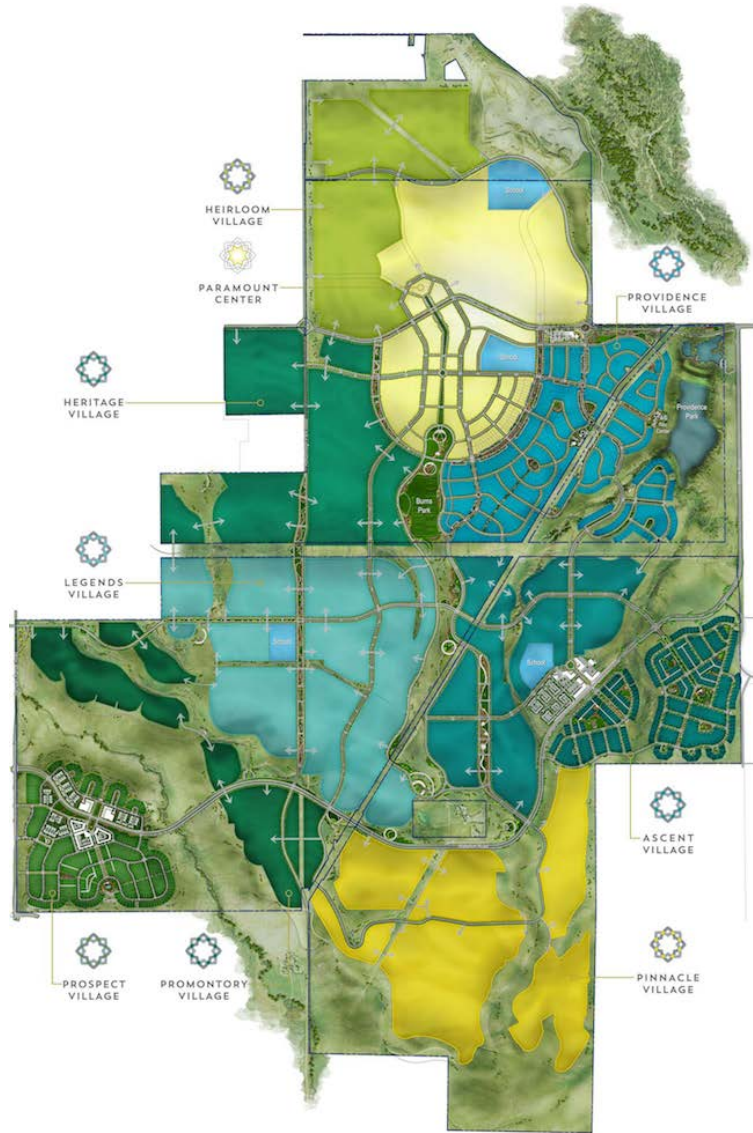 School
HEIRLOOM
VILLAGE
PARAMOUNT
CENTER
PROVIDENCE
VILLAGE
School
HERITAGE
VILLAGE
Providence
Park
Burns
Park
LEGENDS
VILLAGE
School
School
ASCENT
VILLAGE
PROSPECT
VILLAGE
PROMONTORY
VILLAGE
PINNACLE
VILLAGE